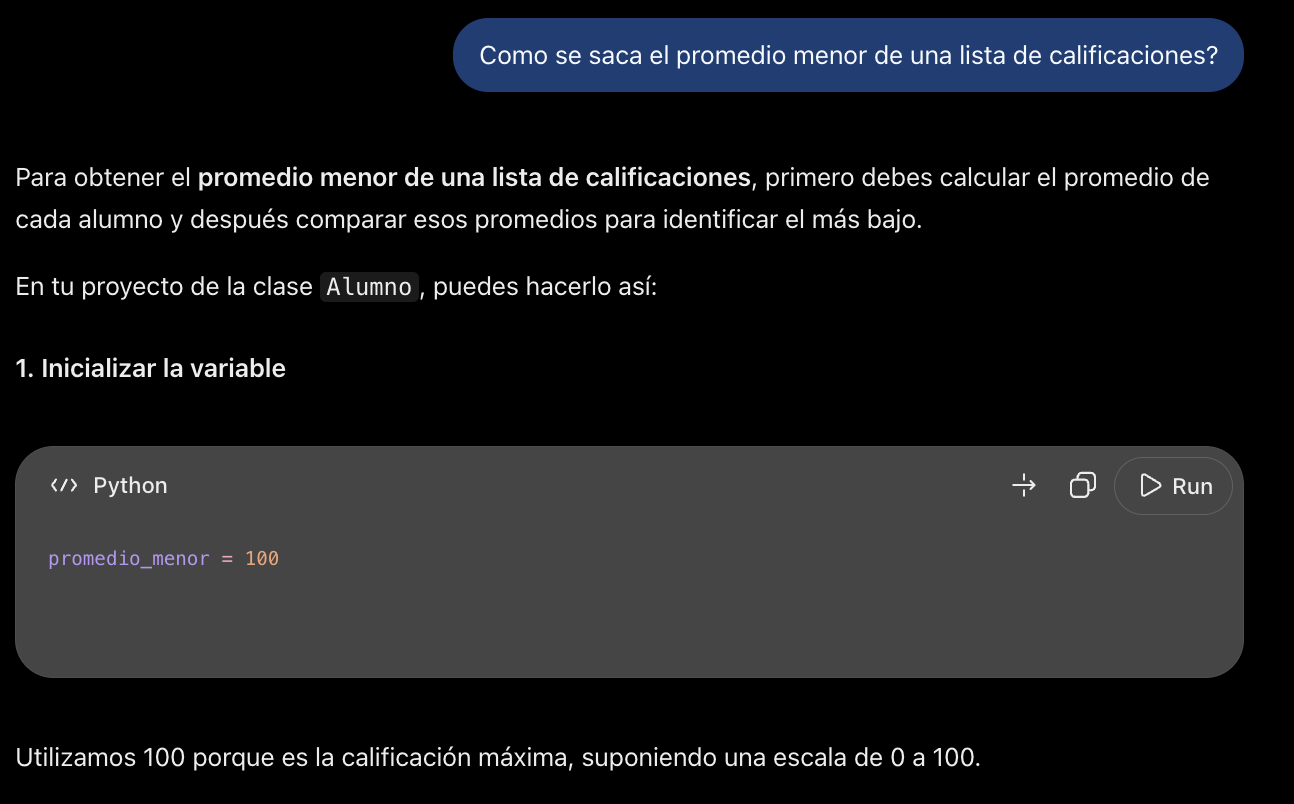 Como se saca el promedio menor de una lista de calificaciones?
Para obtener el promedio menor de una lista de calificaciones, primero debes calcular el promedio de
cada alumno y después comparar esos promedios para identificar el más bajo.
En tu proyecto de la clase Alumno, puedes hacerlo así:
1. Inicializar la variable
Python
Run
promedio_menor = 100
Utilizamos 100 porque es la calificación máxima, suponiendo una escala de 0 a 100.